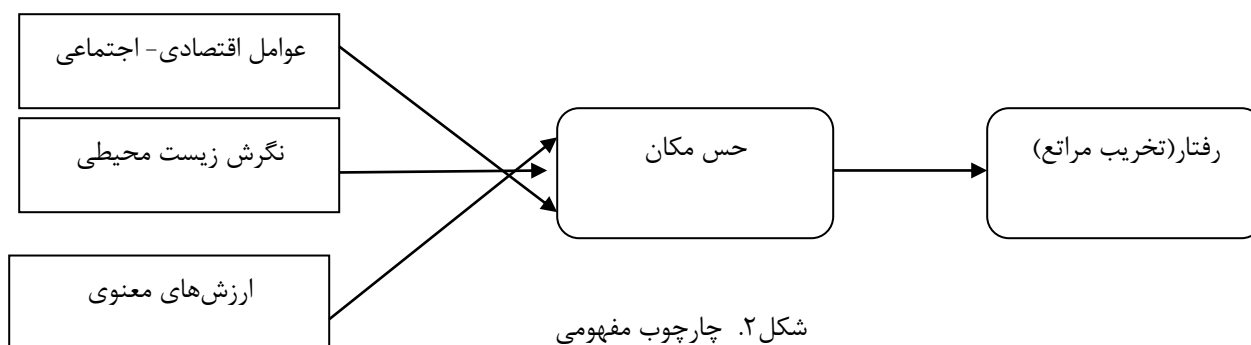 عوامل اقتصادی- اجتماعی
نگرش زیست محیطی
ارزش‌های معنوی
حس مکان
رفتار(تخریب مراتع)
شکل۲. چارچوب مفهومی